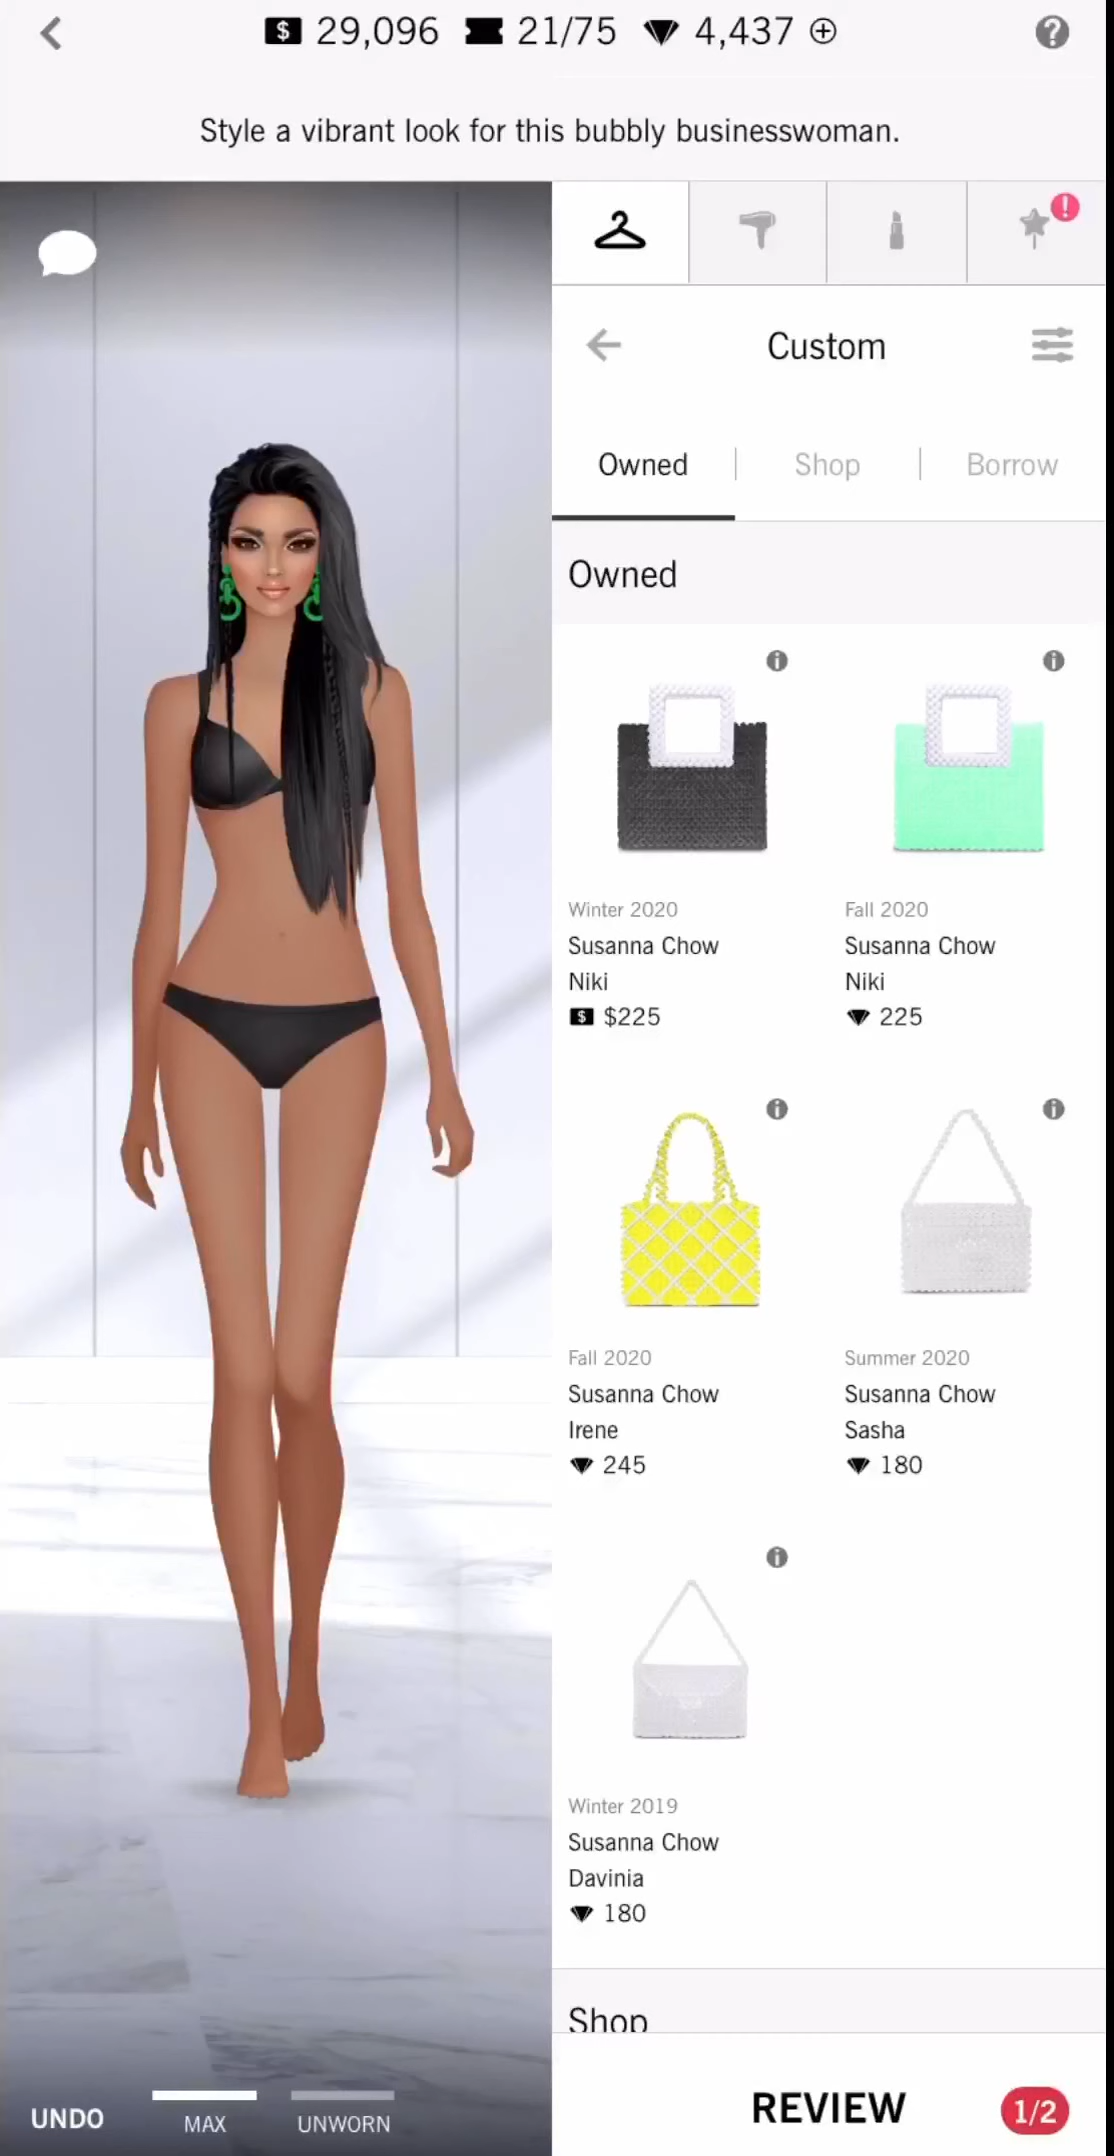 $ 29,096 21/75 4,437 + ?
Style a vibrant look for this bubbly businesswoman.
!
Custom
Owned | Shop | Borrow
Owned
i i
Winter 2020 Fall 2020
Susanna Chow Susanna Chow
Niki Niki
$ $225 225
i i
Fall 2020 Summer 2020
Susanna Chow Susanna Chow
Irene Sasha
245 180
i
Winter 2019
Susanna Chow
Davinia
180
Shop
UNDO MAX UNWORN REVIEW 1/2